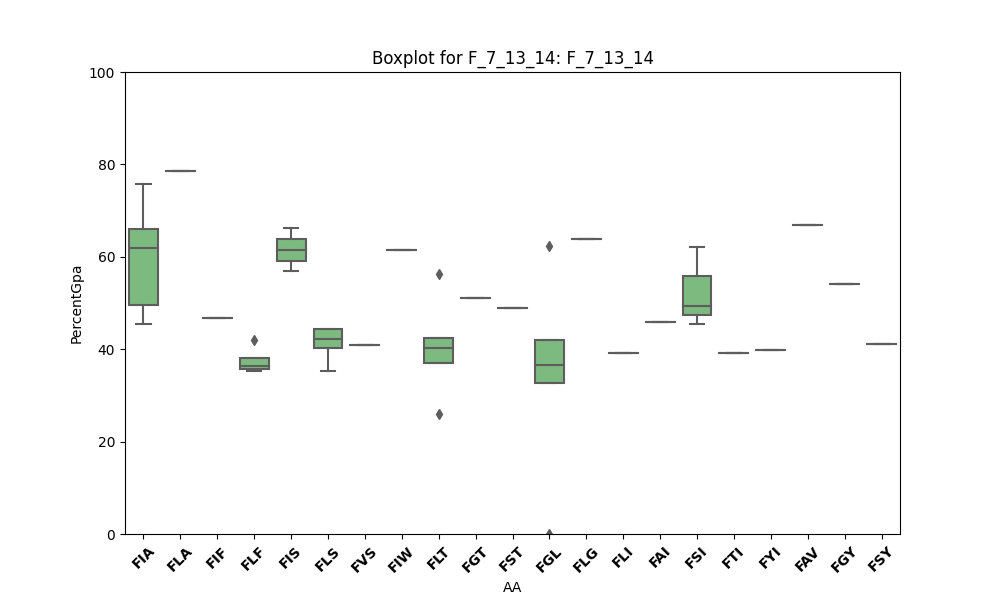 Boxplot for F_7_13_14: F_7_13_14
100
80
60
40
20
0
PercentGpa
FIA FLA FIF FLF FIS FLS FVS FIW FLT FGT FST FGL FLG FLI FAI FSI FTI FYI FAV FGY FSY
AA